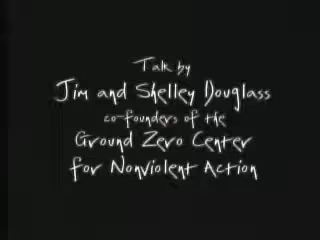 Talk by
Jim and Shelley Douglass
co-founders of the
Ground Zero Center
for Nonviolent Action